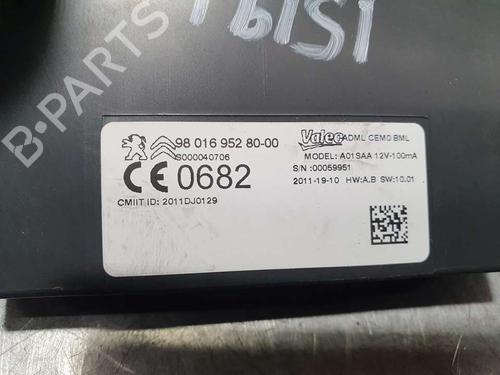 98 016 952 80-00
S000040706
CE 0682
CMIIT ID: 2011DJ0129
Valeo
ADML CEM0 BML
MODEL: A01SAA 12V-100mA
S/N :00059951
2011-19-10 HW:A.B SW:10.01
B-PARTS